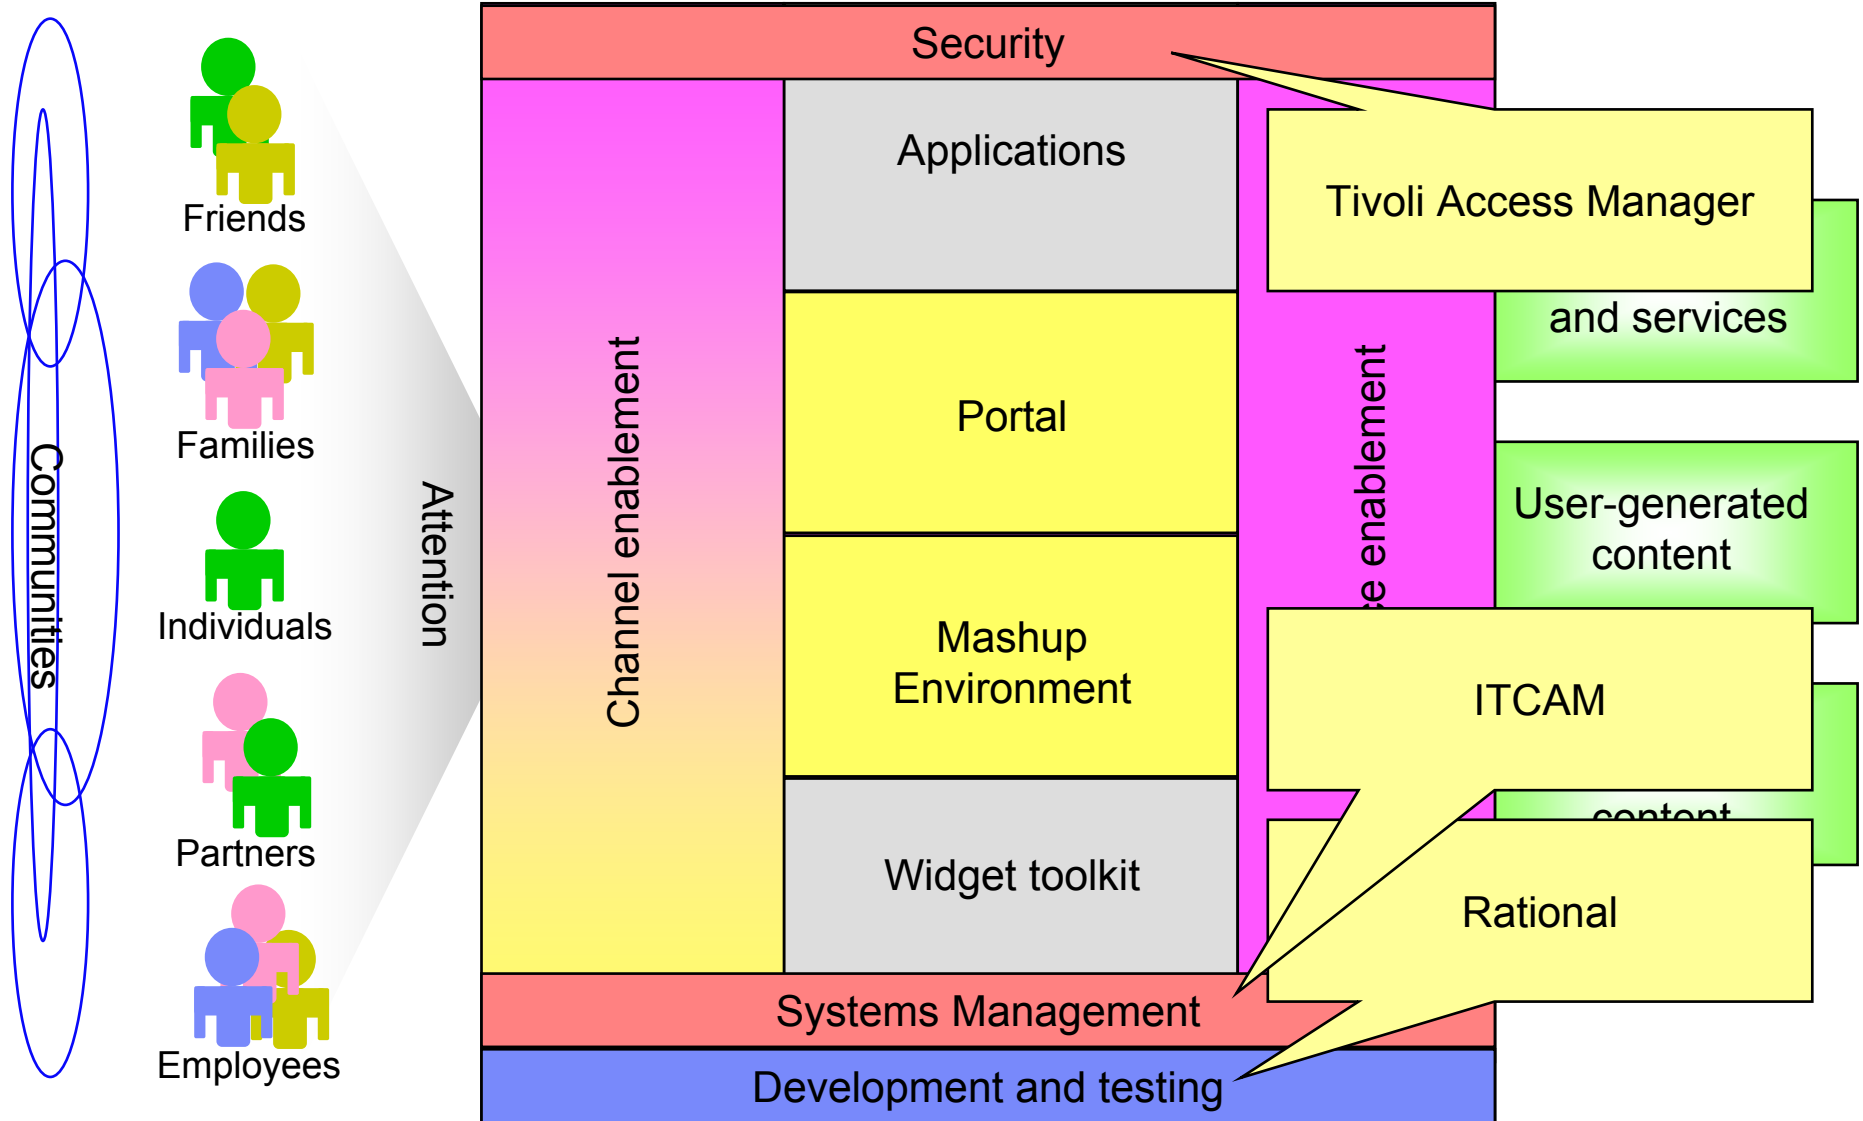 Security
Applications
Tivoli Access Manager
Friends
and services
Families
Portal
Channel enablement
enablement
Communities
Attention
User-generated
content
Individuals
Mashup
Environment
ITCAM
Partners
content
Widget toolkit
Rational
Employees
Systems Management
Development and testing